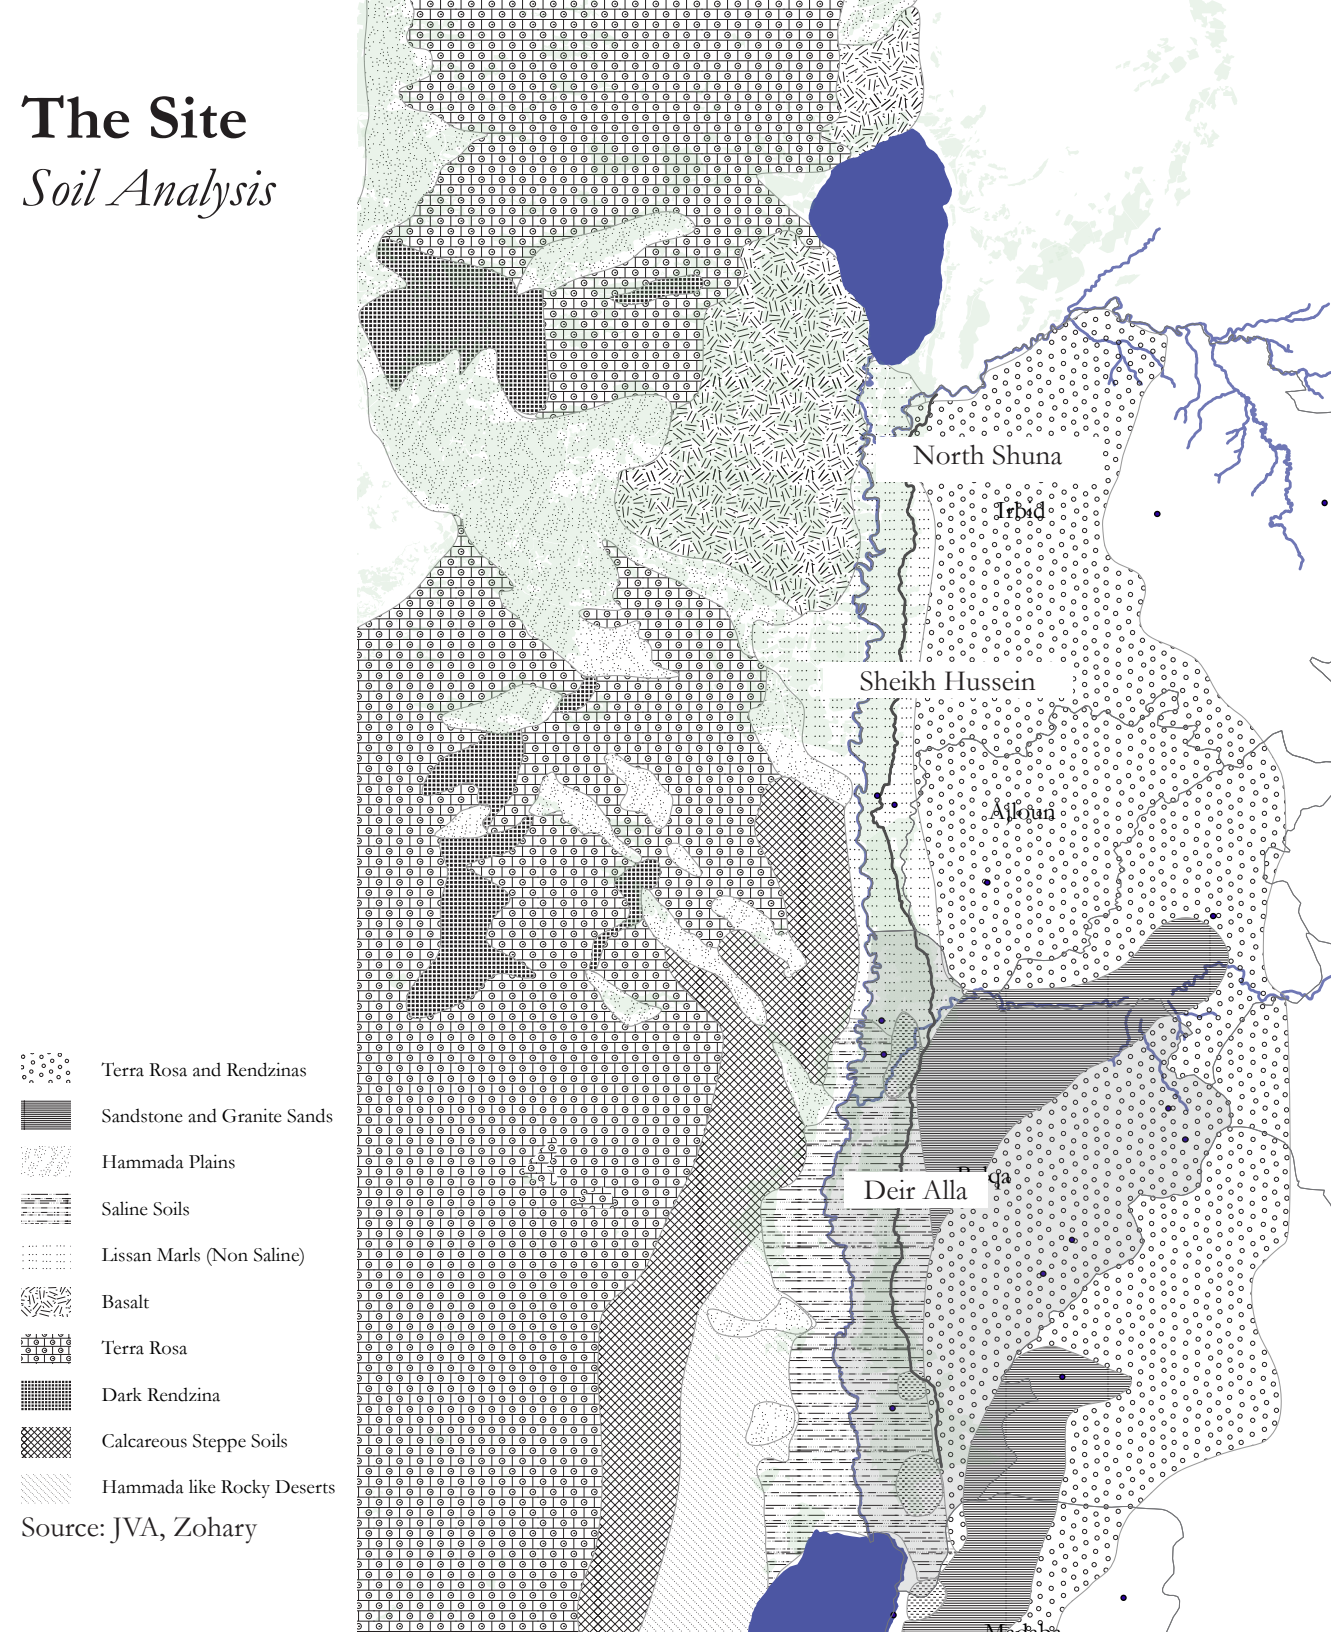 The Site
Soil Analysis
North Shuna
Irbid
Sheikh Hussein
Ajloun
Deir Alla
Terra Rosa and Rendzinas
Sandstone and Granite Sands
Hammada Plains
Saline Soils
Lissan Marls (Non Saline)
Basalt
Terra Rosa
Dark Rendzina
Calcareous Steppe Soils
Hammada like Rocky Deserts
Source: JVA, Zohary